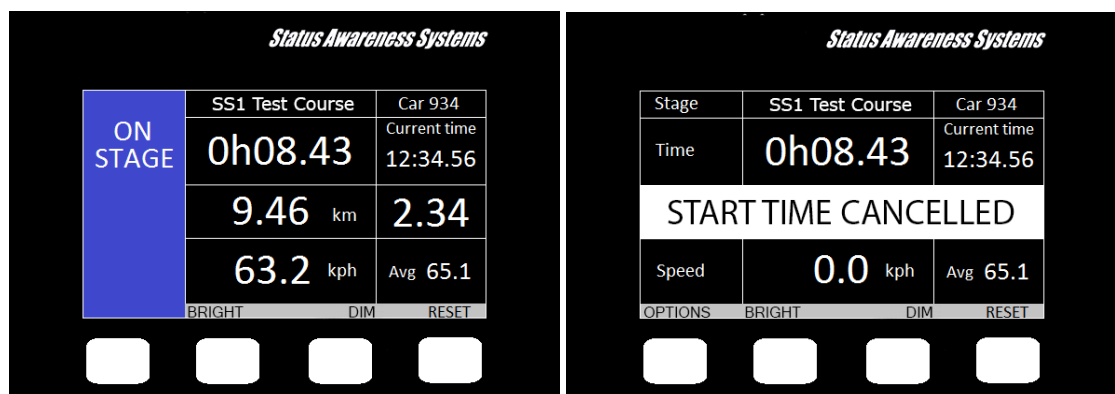 Status Awareness Systems
SS1 Test Course Car 934
ON STAGE
0h08.43
Current time
12:34.56
9.46 km 2.34
63.2 kph Avg 65.1
BRIGHT DIM RESET
Status Awareness Systems
Stage SS1 Test Course Car 934
Time 0h08.43
Current time
12:34.56
START TIME CANCELLED
Speed 0.0 kph Avg 65.1
OPTIONS BRIGHT DIM RESET